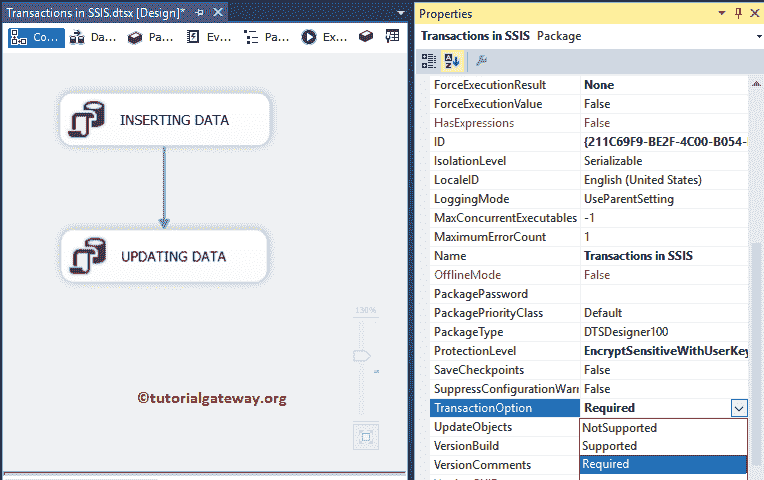 Transactions in SSIS.dtsx [Design]*
Co... Da... Pa... Ev... Pa... Ex...
INSERTING DATA
UPDATING DATA
136%
©tutorialgateway.org
Properties
Transactions in SSIS Package
ForceExecutionResult None
ForceExecutionValue False
HasExpressions False
ID {211C69F9-BE2F-4C00-B054-
IsolationLevel Serializable
LocaleID English (United States)
LoggingMode UseParentSetting
MaxConcurrentExecutables -1
MaximumErrorCount 1
Name Transactions in SSIS
OfflineMode False
PackagePassword
PackagePriorityClass Default
PackageType DTSDesigner100
ProtectionLevel EncryptSensitiveWithUserKey
SaveCheckpoints False
SuppressConfigurationWarr False
TransactionOption Required
UpdateObjects
NotSupported
VersionBuild
Supported
VersionComments
Required